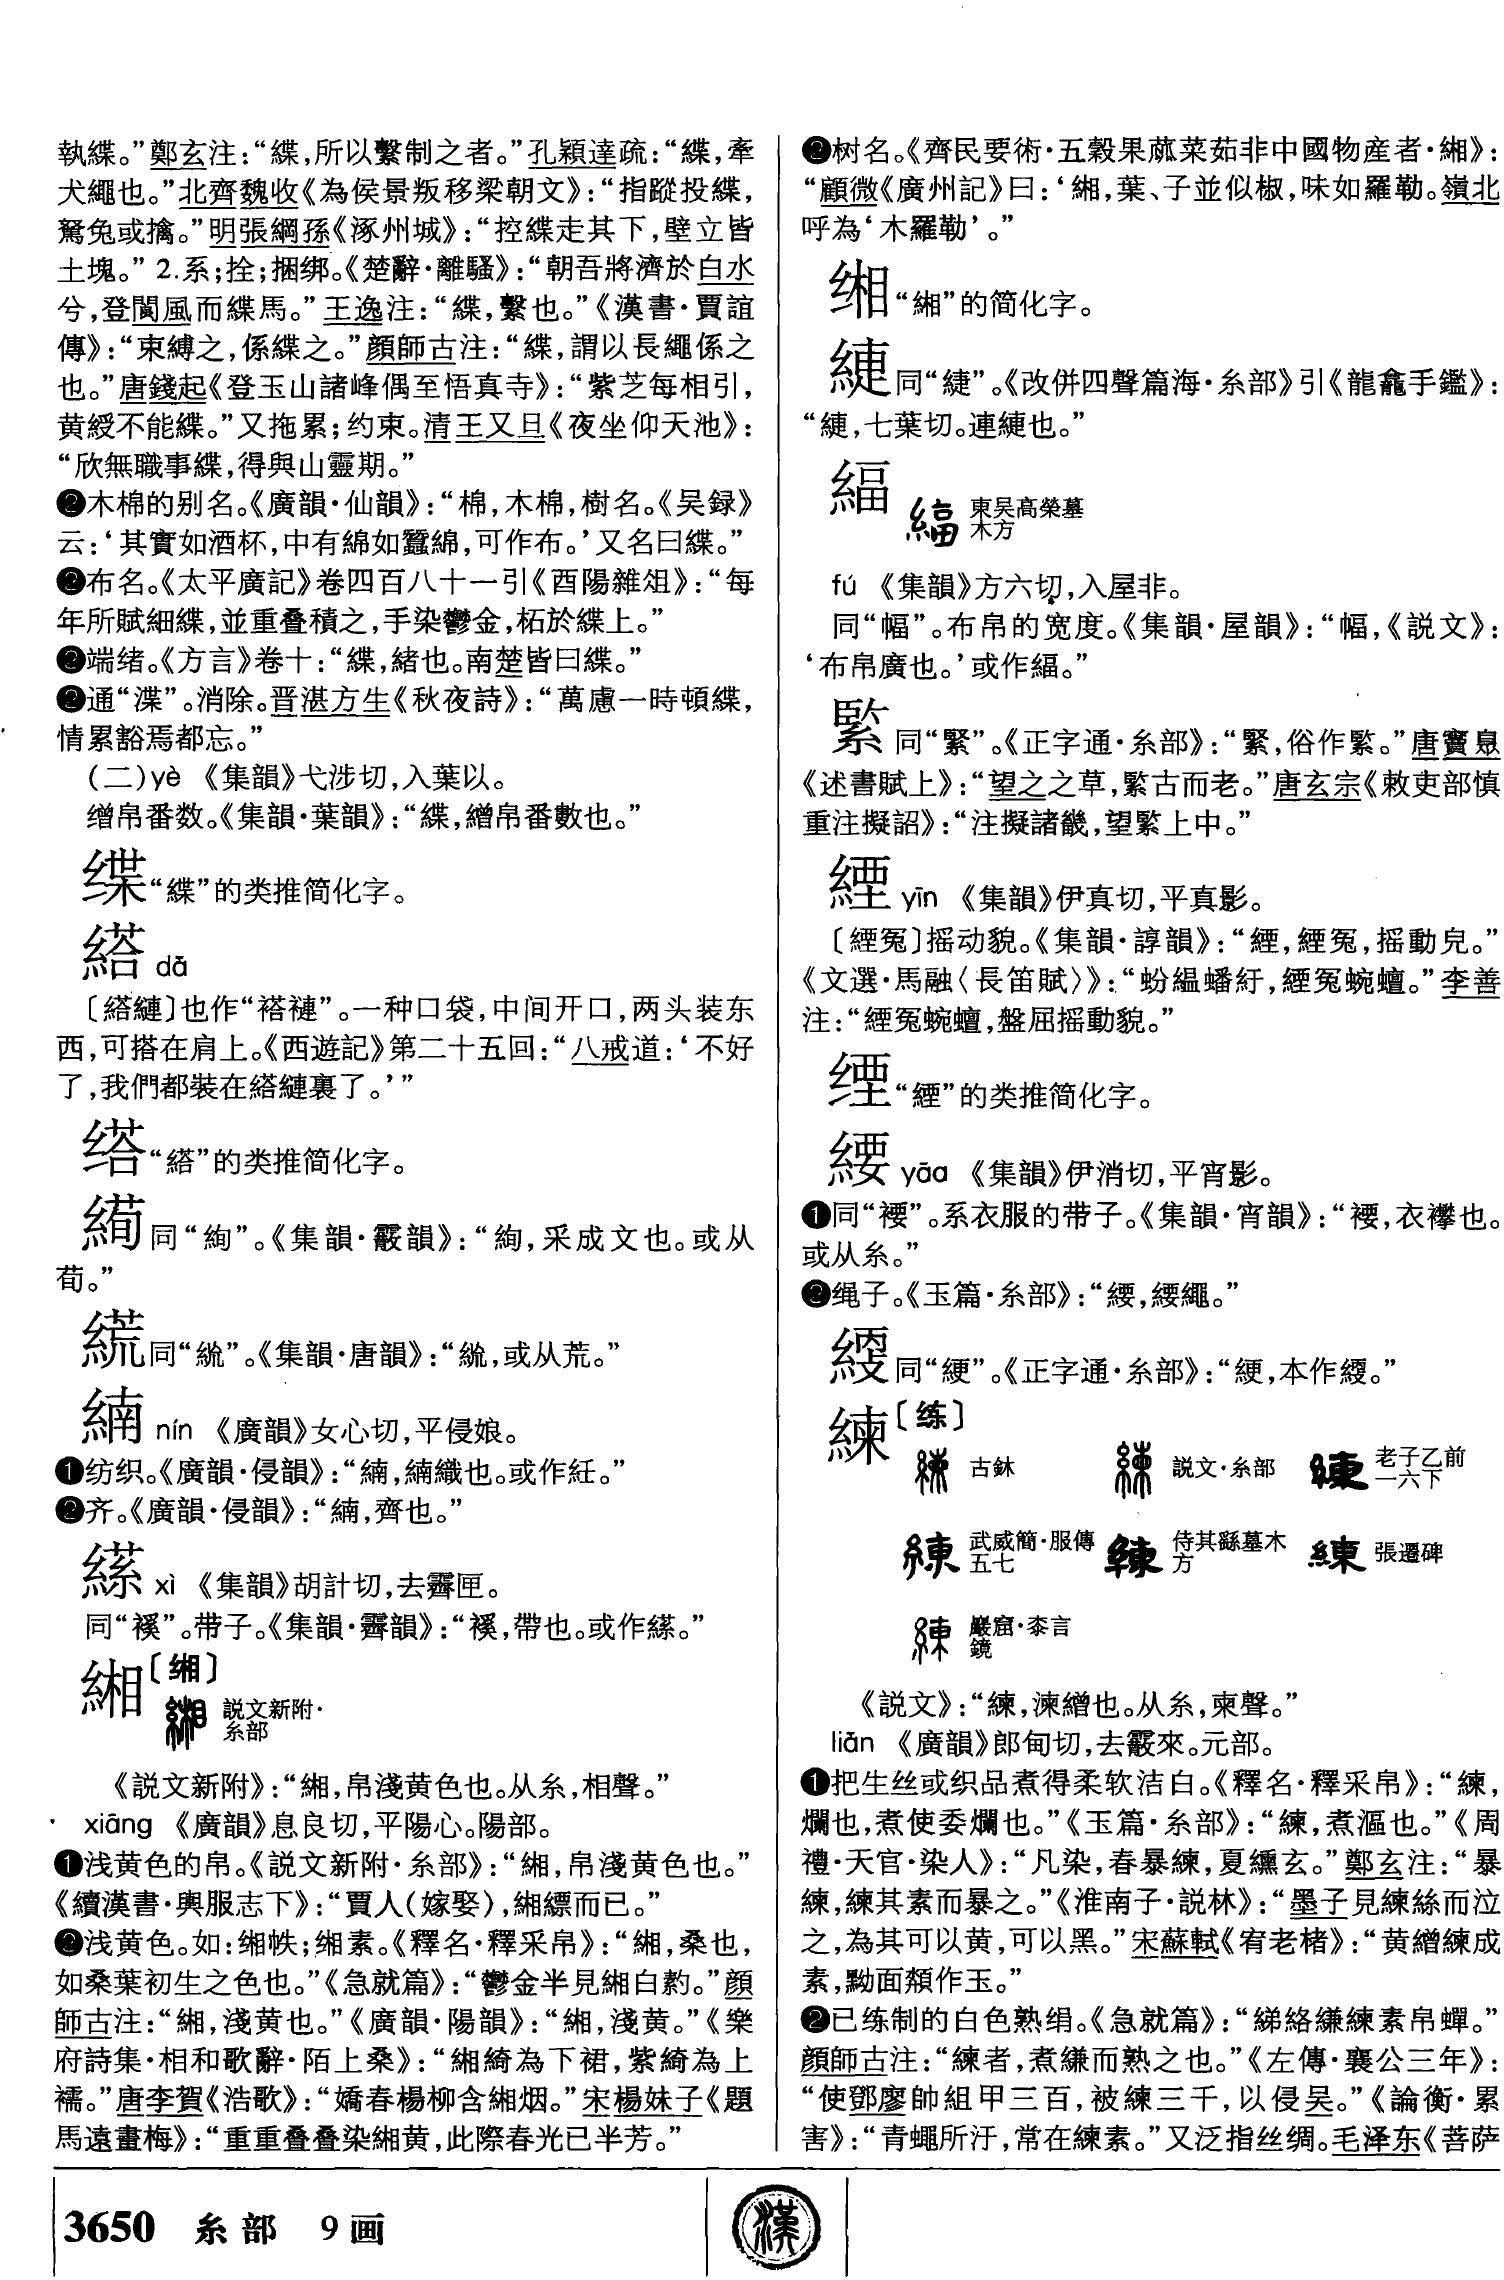 執緤。”鄭玄注：“緤，所以繫制之者。”孔穎達疏：“緤，牽
犬繩也。”北齊魏收《為侯景叛移梁朝文》：“指蹤投緤，
駑兔或擒。”明張綱孫《涿州城》：“控緤走其下，壁立皆
土塊。”2.系；拴；捆绑。《楚辭·離騷》：“朝吾將濟於白水
兮，登閬風而緤馬。”王逸注：“緤，繫也。”《漢書·賈誼
傳》：“束縛之，係緤之。”顔師古注：“緤，謂以長繩係之
也。”唐錢起《登玉山諸峰偶至悟真寺》：“紫芝每相引，
黄綬不能緤。”又拖累；约束。清王又旦《夜坐仰天池》：
“欣無職事緤，得與山靈期。”
❷木棉的别名。《廣韻·仙韻》：“棉，木棉，樹名。《吴録》
云：‘其實如酒杯，中有綿如蠶綿，可作布。’又名曰緤。”
❷布名。《太平廣記》卷四百八十一引《酉陽雜俎》：“每
年所賦細緤，並重叠積之，手染鬱金，柘於緤上。”
❷端绪。《方言》卷十：“緤，緒也。南楚皆曰緤。”
❷通“渫”。消除。晋湛方生《秋夜詩》：“萬慮一時頓緤，
情累豁焉都忘。”
（二）yè 《集韻》弋涉切，入葉以。
缯帛番数。《集韻·葉韻》：“緤，繒帛番數也。”
缫“緤”的类推简化字。
䌋 dā
〔䌋縺〕也作“褡褳”。一种口袋，中间开口，两头装东
西，可搭在肩上。《西遊記》第二十五回：“八戒道：‘不好
了，我們都裝在䌋縺裏了。’”
“䌋”的类推简化字。
同“絢”。《集韻·霰韻》：“絢，采成文也。或从
荀。”
同“絖”。《集韻·唐韻》：“絖，或从荒。”
nín 《廣韻》女心切，平侵娘。
❶纺织。《廣韻·侵韻》：“䋻，䋻織也。或作紝。”
❷齐。《廣韻·侵韻》：“䋻，齊也。”
xì 《集韻》胡計切，去霽匣。
同“褉”。带子。《集韻·霽韻》：“褉，帶也。或作縘。”
緗〔缃〕
説文新附·
糸部
《説文新附》：“緗，帛淺黄色也。从糸，相聲。”
xiāng 《廣韻》息良切，平陽心。陽部。
❶浅黄色的帛。《説文新附·糸部》：“緗，帛淺黄色也。”
《續漢書·輿服志下》：“賈人（嫁娶），緗縹而已。”
❷浅黄色。如：缃帙；缃素。《釋名·釋采帛》：“緗，桑也，
如桑葉初生之色也。”《急就篇》：“鬱金半見緗白䋤。”顔
師古注：“緗，淺黄也。”《廣韻·陽韻》：“緗，淺黄。”《樂
府詩集·相和歌辭·陌上桑》：“緗綺為下裙，紫綺為上
襦。”唐李賀《浩歌》：“嬌春楊柳含緗烟。”宋楊妹子《題
馬遠畫梅》：“重重叠叠染緗黄，此際春光已半芳。”
❷树名。《齊民要術·五穀果蓏菜茹非中國物産者·緗》：
“顧微《廣州記》曰：‘緗，葉、子並似椒，味如羅勒。嶺北
呼為‘木羅勒’。”
缃“緗”的简化字。
緁同“緁”。《改併四聲篇海·糸部》引《龍龕手鑑》：
“緁，七葉切。連緁也。”
緼 東吴高榮墓
木方
fú 《集韻》方六切，入屋非。
同“幅”。布帛的宽度。《集韻·屋韻》：“幅，《説文》：
‘布帛廣也。’或作緼。”
同“緊”。《正字通·糸部》：“緊，俗作䋳。”唐竇臮
《述書賦上》：“望之之草，緊古而老。”唐玄宗《敕吏部慎
重注擬詔》：“注擬諸畿，望緊上中。”
緸 yīn 《集韻》伊真切，平真影。
〔緸冤〕摇动貌。《集韻·諄韻》：“緸，緸冤，摇動皃。”
《文選·馬融〈長笛賦〉》：“蚡緼蟠紆，緸冤蜿蟺。”李善
注：“緸冤蜿蟺，盤屈摇動貌。”
“緸”的类推简化字。
䙅 yāo 《集韻》伊消切，平宵影。
❶同“𧝋”。系衣服的带子。《集韻·宵韻》：“𧝋，衣襻也。
或从糸。”
❷绳子。《玉篇·糸部》：“䌁，䌁繩。”
同“綆”。《正字通·糸部》：“綆，本作𦃶。”
練〔练〕
古鉥 説文·糸部 老子乙前
一六下
武威簡·服傳
五七 侍其繇墓木
方 張遷碑
巖窟·桼言
鏡
《説文》：“練，湅繒也。从糸，柬聲。”
liàn 《廣韻》郎甸切，去霰來。元部。
❶把生丝或织品煮得柔软洁白。《釋名·釋采帛》：“練，
爛也，煮使委爛也。”《玉篇·糸部》：“練，煮漚也。”《周
禮·天官·染人》：“凡染，春暴練，夏纁玄。”鄭玄注：“暴
練，練其素而暴之。”《淮南子·説林》：“墨子見練絲而泣
之，為其可以黄，可以黑。”宋蘇軾《宥老楮》：“黄繒練成
素，黝面頮作玉。”
❷已练制的白色熟绢。《急就篇》：“綈絡縑練素帛蟬。”
顔師古注：“練者，煮縑而熟之也。”《左傳·襄公三年》：
“使鄧廖帥組甲三百，被練三千，以侵吴。”《論衡·累
害》：“青蠅所汙，常在練素。”又泛指丝绸。毛泽东《菩萨
3650 糸部 9画
漢